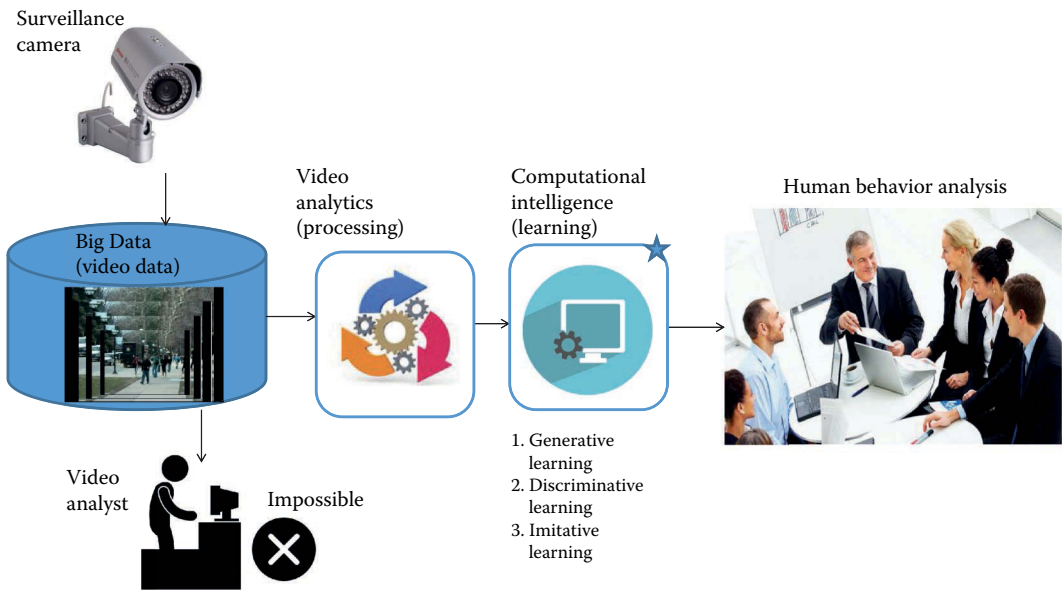 Surveillance
camera
Big Data
(video data)
Video
analytics
(processing)
Computational
intelligence
(learning)
Human behavior analysis
1. Generative
learning
2. Discriminative
learning
3. Imitative
learning
Video
analyst
Impossible